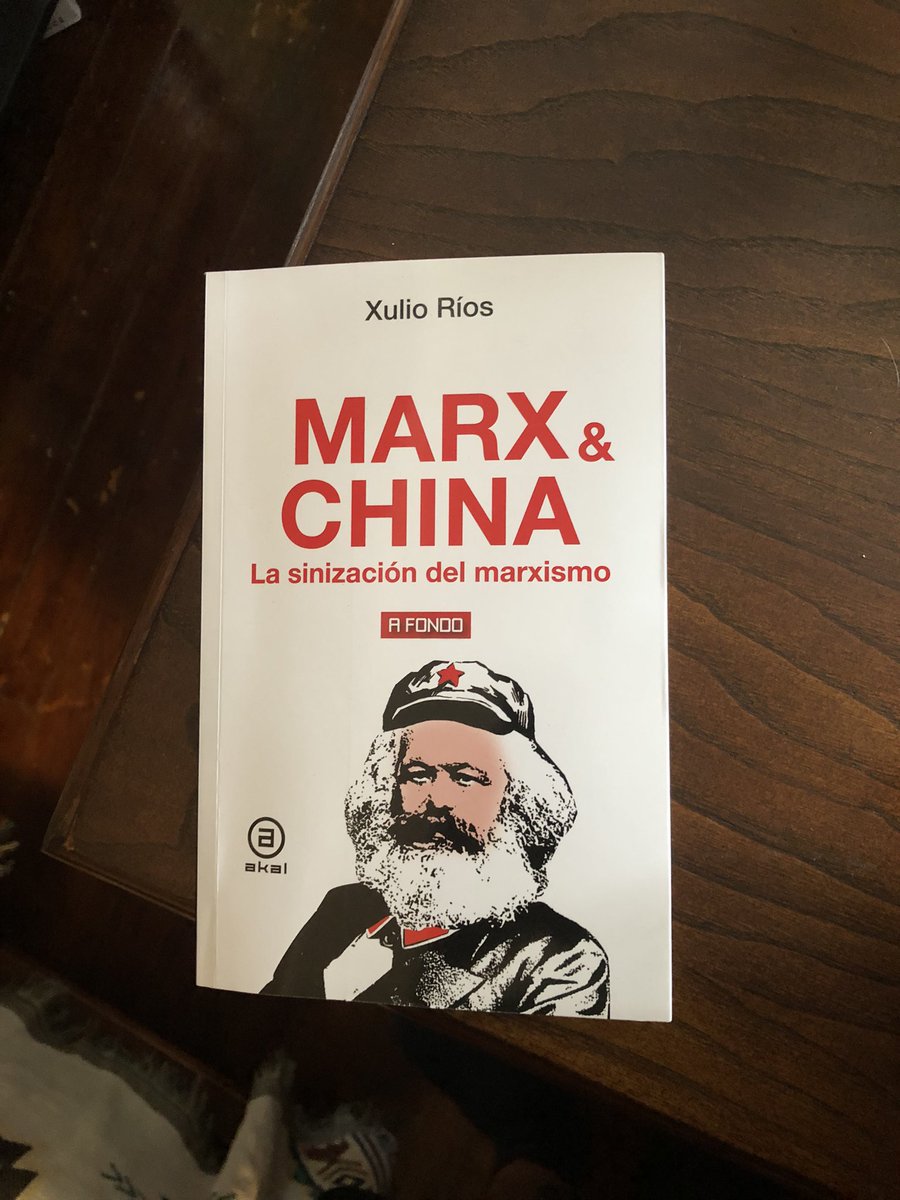 Xulio Ríos
MARX &
CHINA
La sinización del marxismo
A FONDO
a
akal